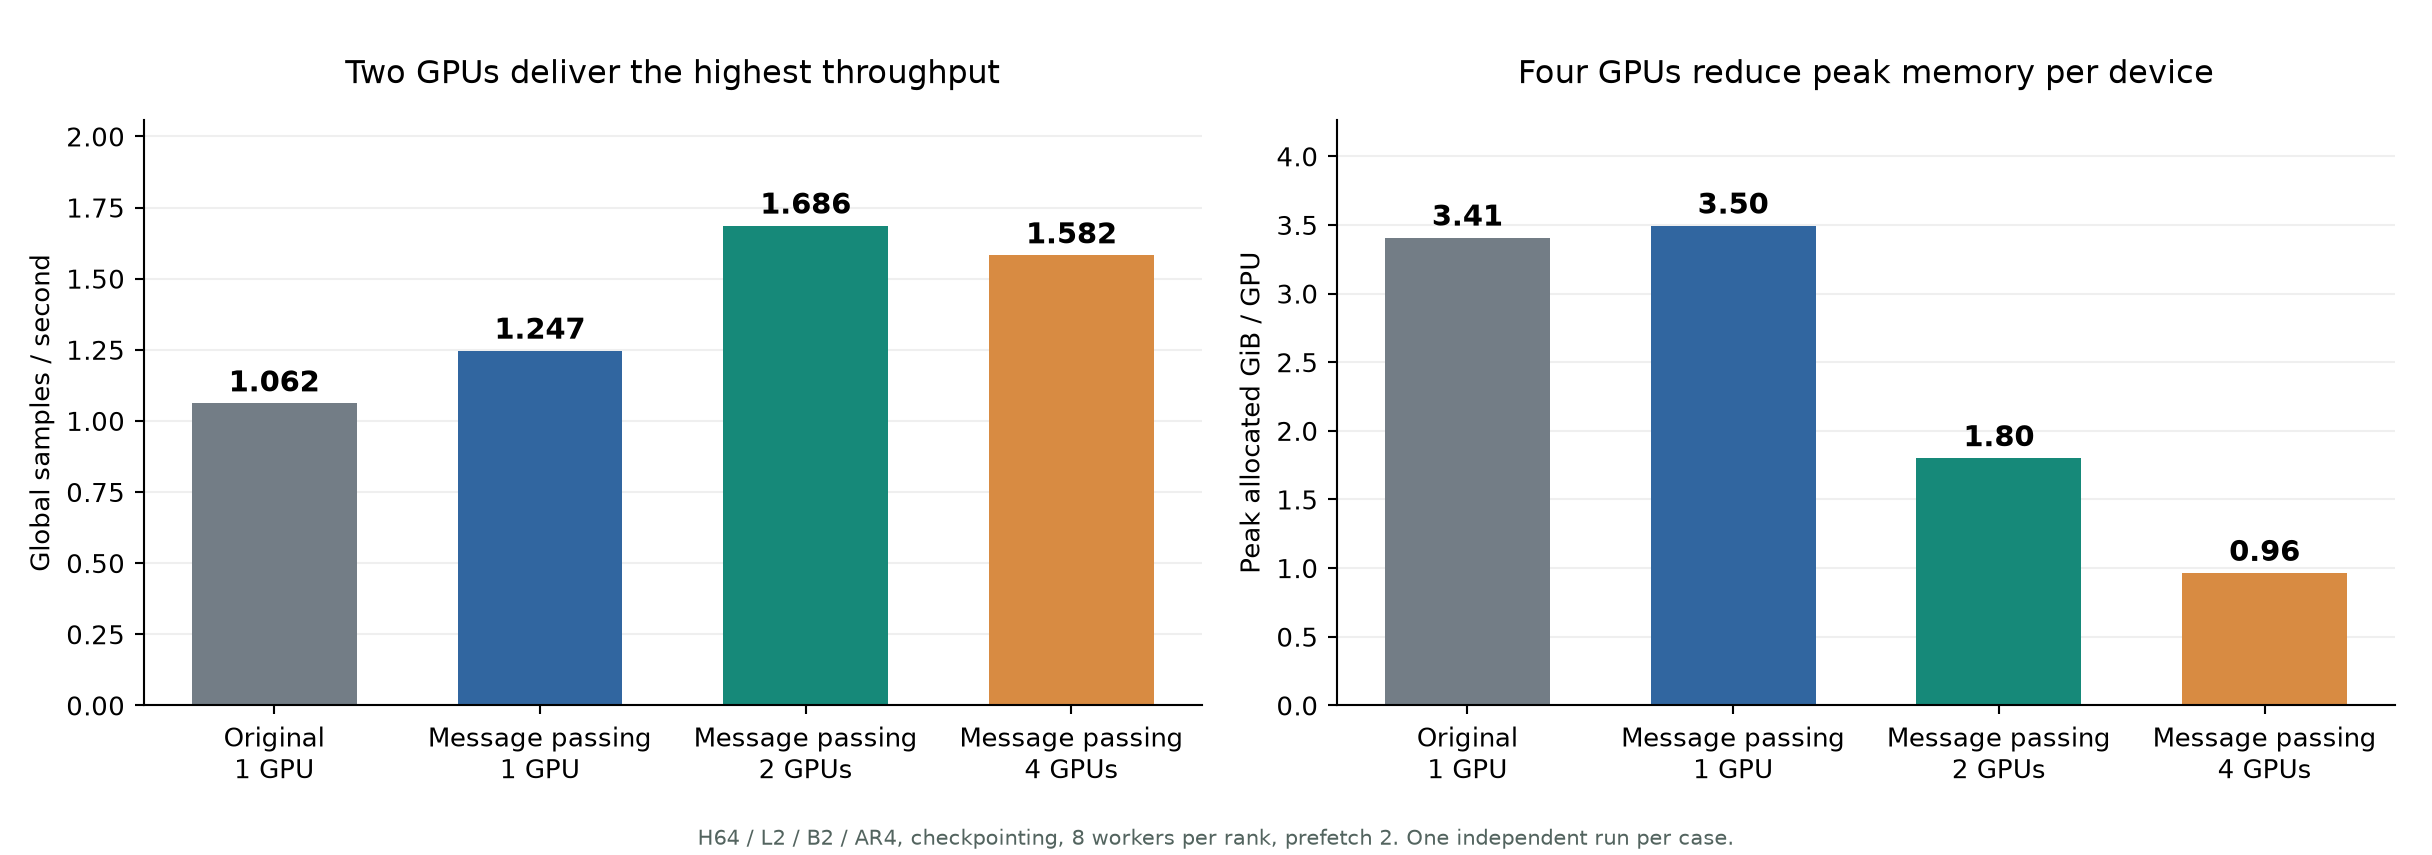 Two GPUs deliver the highest throughput
Global samples / second
2.00
1.75
1.50
1.25
1.00
0.75
0.50
0.25
0.00
1.062
1.247
1.686
1.582
Original
1 GPU
Message passing
1 GPU
Message passing
2 GPUs
Message passing
4 GPUs
Four GPUs reduce peak memory per device
Peak allocated GiB / GPU
4.0
3.5
3.0
2.5
2.0
1.5
1.0
0.5
0.0
3.41
3.50
1.80
0.96
Original
1 GPU
Message passing
1 GPU
Message passing
2 GPUs
Message passing
4 GPUs
H64 / L2 / B2 / AR4, checkpointing, 8 workers per rank, prefetch 2. One independent run per case.